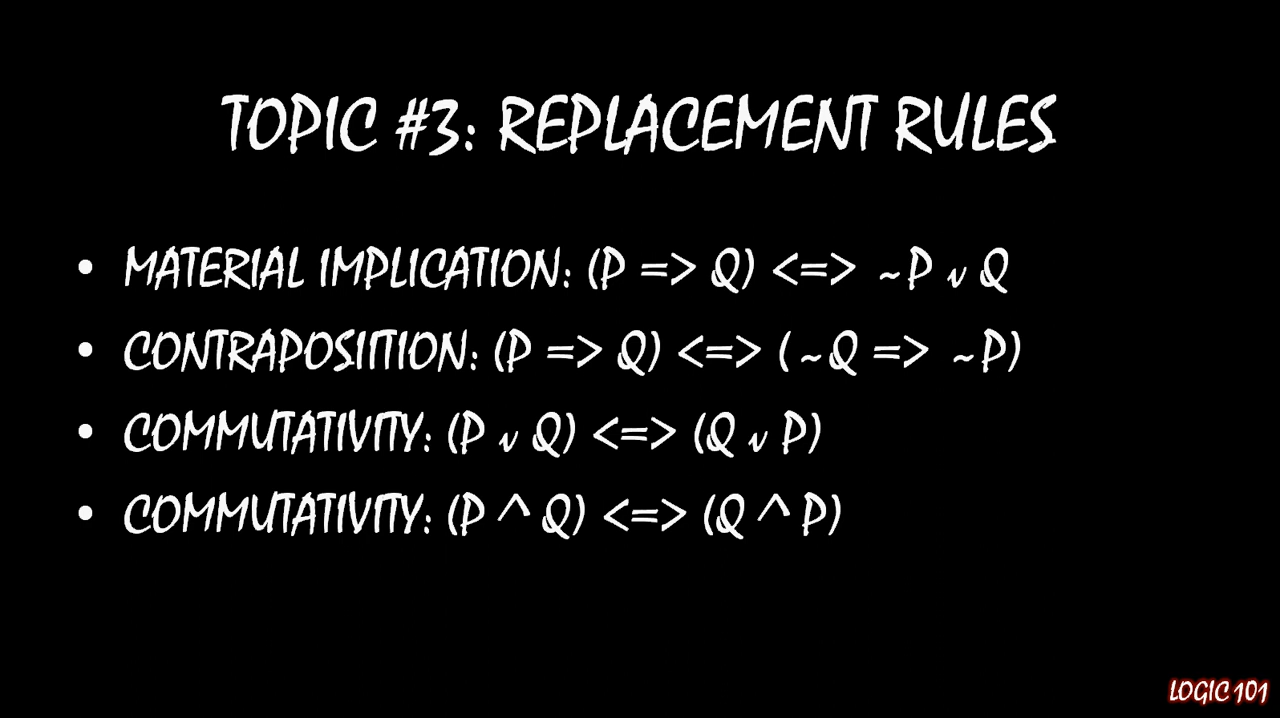 TOPIC #3: REPLACEMENT RULES
• MATERIAL IMPLICATION: (P => Q) <=> ~P v Q
• CONTRAPOSITION: (P => Q) <=> (~Q => ~P)
• COMMUTATIVITY: (P v Q) <=> (Q v P)
• COMMUTATIVITY: (P ^ Q) <=> (Q ^ P)
LOGIC 101